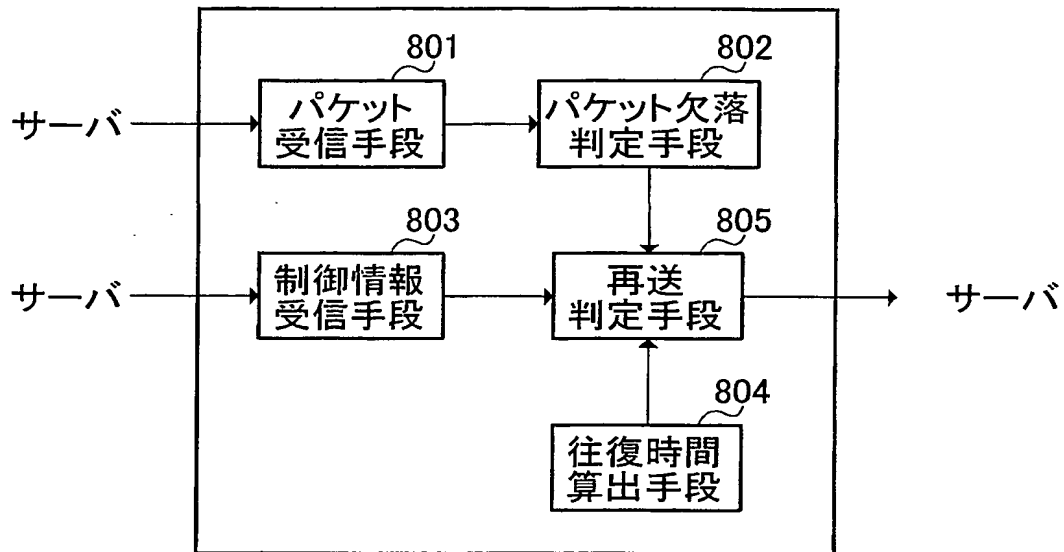 801
802
サーバ
パケット
受信手段
パケット欠落
判定手段
803
805
サーバ
制御情報
受信手段
再送
判定手段
サーバ
804
往復時間
算出手段